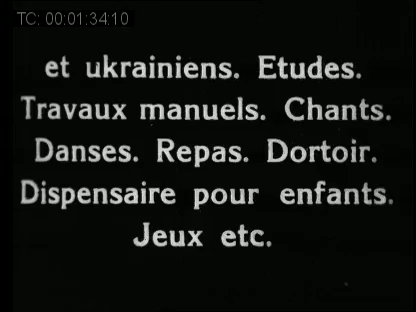 TC: 00:01:34:10
et ukrainiens. Etudes.
Travaux manuels. Chants.
Danses. Repas. Dortoir.
Dispensaire pour enfants.
Jeux etc.